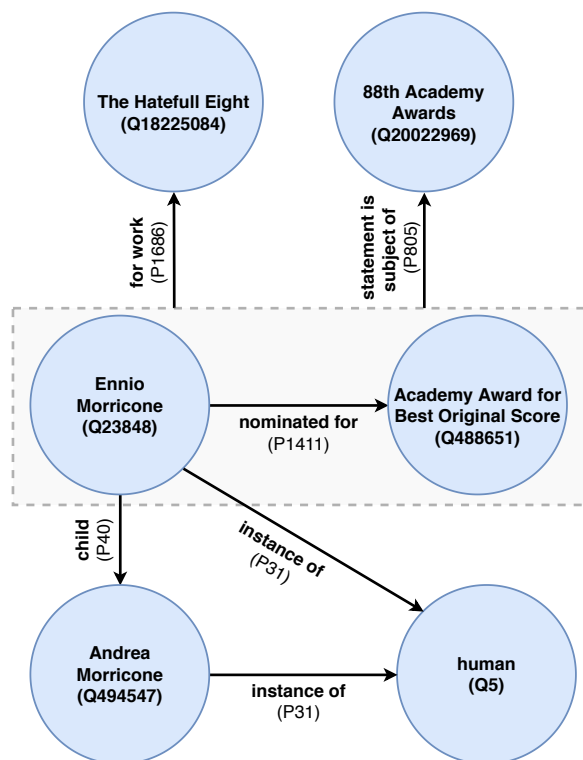 The Hatefull Eight
(Q18225084)
88th Academy
Awards
(Q20022969)
for work
(P1686)
statement is
subject of
(P805)
Ennio
Morricone
(Q23848)
nominated for
(P1411)
Academy Award for
Best Original Score
(Q488651)
child
(P40)
instance of
(P31)
Andrea
Morricone
(Q494547)
instance of
(P31)
human
(Q5)